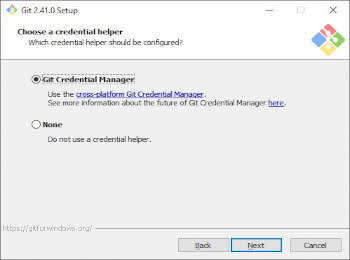 Git 2.41.0 Setup
Choose a credential helper
Which credential helper should be configured?
Git Credential Manager
Use the cross-platform Git Credential Manager.
See more information about the future of Git Credential Manager here.
None
Do not use a credential helper.
https://gitforwindows.org/
Back Next Cancel